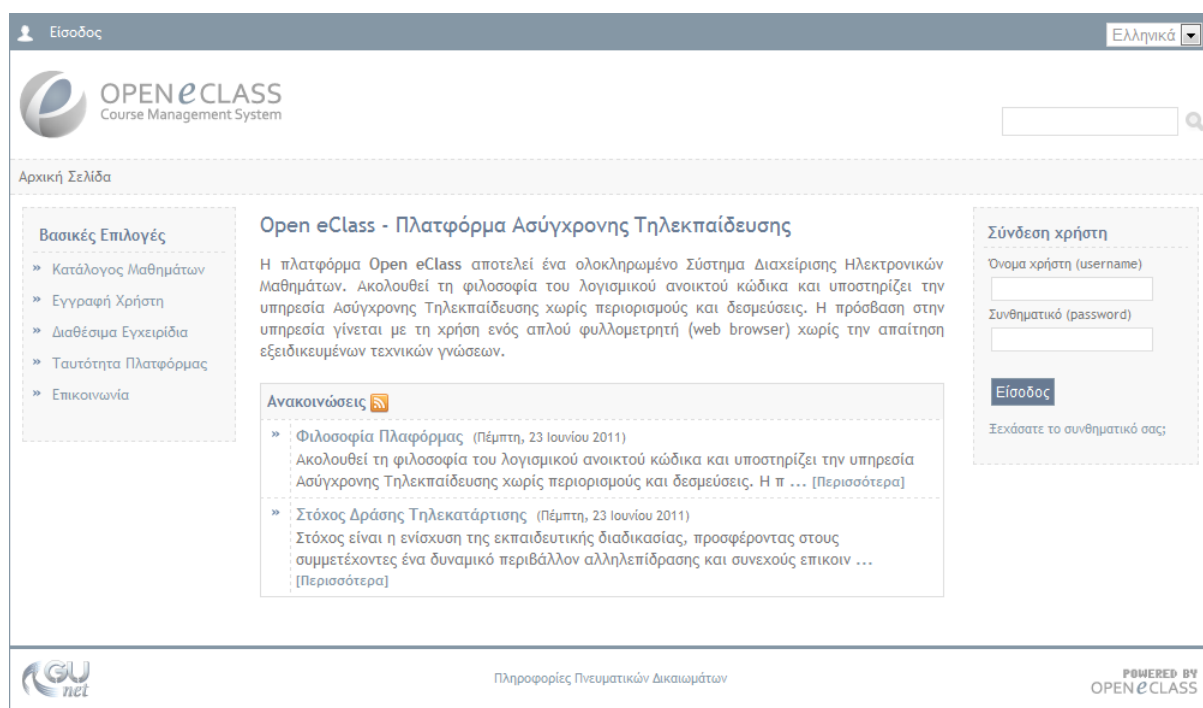 Είσοδος
Ελληνικά
OPEN eCLASS
Course Management System
Αρχική Σελίδα
Βασικές Επιλογές
» Κατάλογος Μαθημάτων
» Εγγραφή Χρήστη
» Διαθέσιμα Εγχειρίδια
» Ταυτότητα Πλατφόρμας
» Επικοινωνία
Open eClass - Πλατφόρμα Ασύγχρονης Τηλεκπαίδευσης
Η πλατφόρμα Open eClass αποτελεί ένα ολοκληρωμένο Σύστημα Διαχείρισης Ηλεκτρονικών
Μαθημάτων. Ακολουθεί τη φιλοσοφία του λογισμικού ανοικτού κώδικα και υποστηρίζει την
υπηρεσία Ασύγχρονης Τηλεκπαίδευσης χωρίς περιορισμούς και δεσμεύσεις. Η πρόσβαση στην
υπηρεσία γίνεται με τη χρήση ενός απλού φυλλομετρητή (web browser) χωρίς την απαίτηση
εξειδικευμένων τεχνικών γνώσεων.
Ανακοινώσεις
» Φιλοσοφία Πλαφόρμας (Πέμπτη, 23 Ιουνίου 2011)
Ακολουθεί τη φιλοσοφία του λογισμικού ανοικτού κώδικα και υποστηρίζει την υπηρεσία
Ασύγχρονης Τηλεκπαίδευσης χωρίς περιορισμούς και δεσμεύσεις. Η π ... [Περισσότερα]
» Στόχος Δράσης Τηλεκατάρτισης (Πέμπτη, 23 Ιουνίου 2011)
Στόχος είναι η ενίσχυση της εκπαιδευτικής διαδικασίας, προσφέροντας στους
συμμετέχοντες ένα δυναμικό περιβάλλον αλληλεπίδρασης και συνεχούς επικοιν ...
[Περισσότερα]
Σύνδεση χρήστη
Όνομα χρήστη (username)
Συνθηματικό (password)
Είσοδος
Ξεχάσατε το συνθηματικό σας;
GU
net
Πληροφορίες Πνευματικών Δικαιωμάτων
POWERED BY
OPEN eCLASS